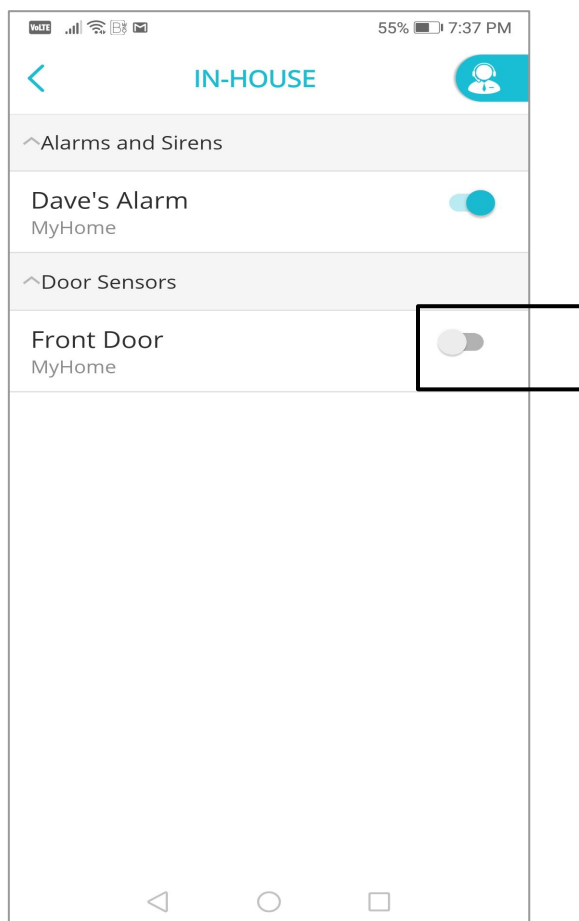 VoLTE 55% 7:37 PM
IN-HOUSE
Alarms and Sirens
Dave's Alarm
MyHome
Door Sensors
Front Door
MyHome